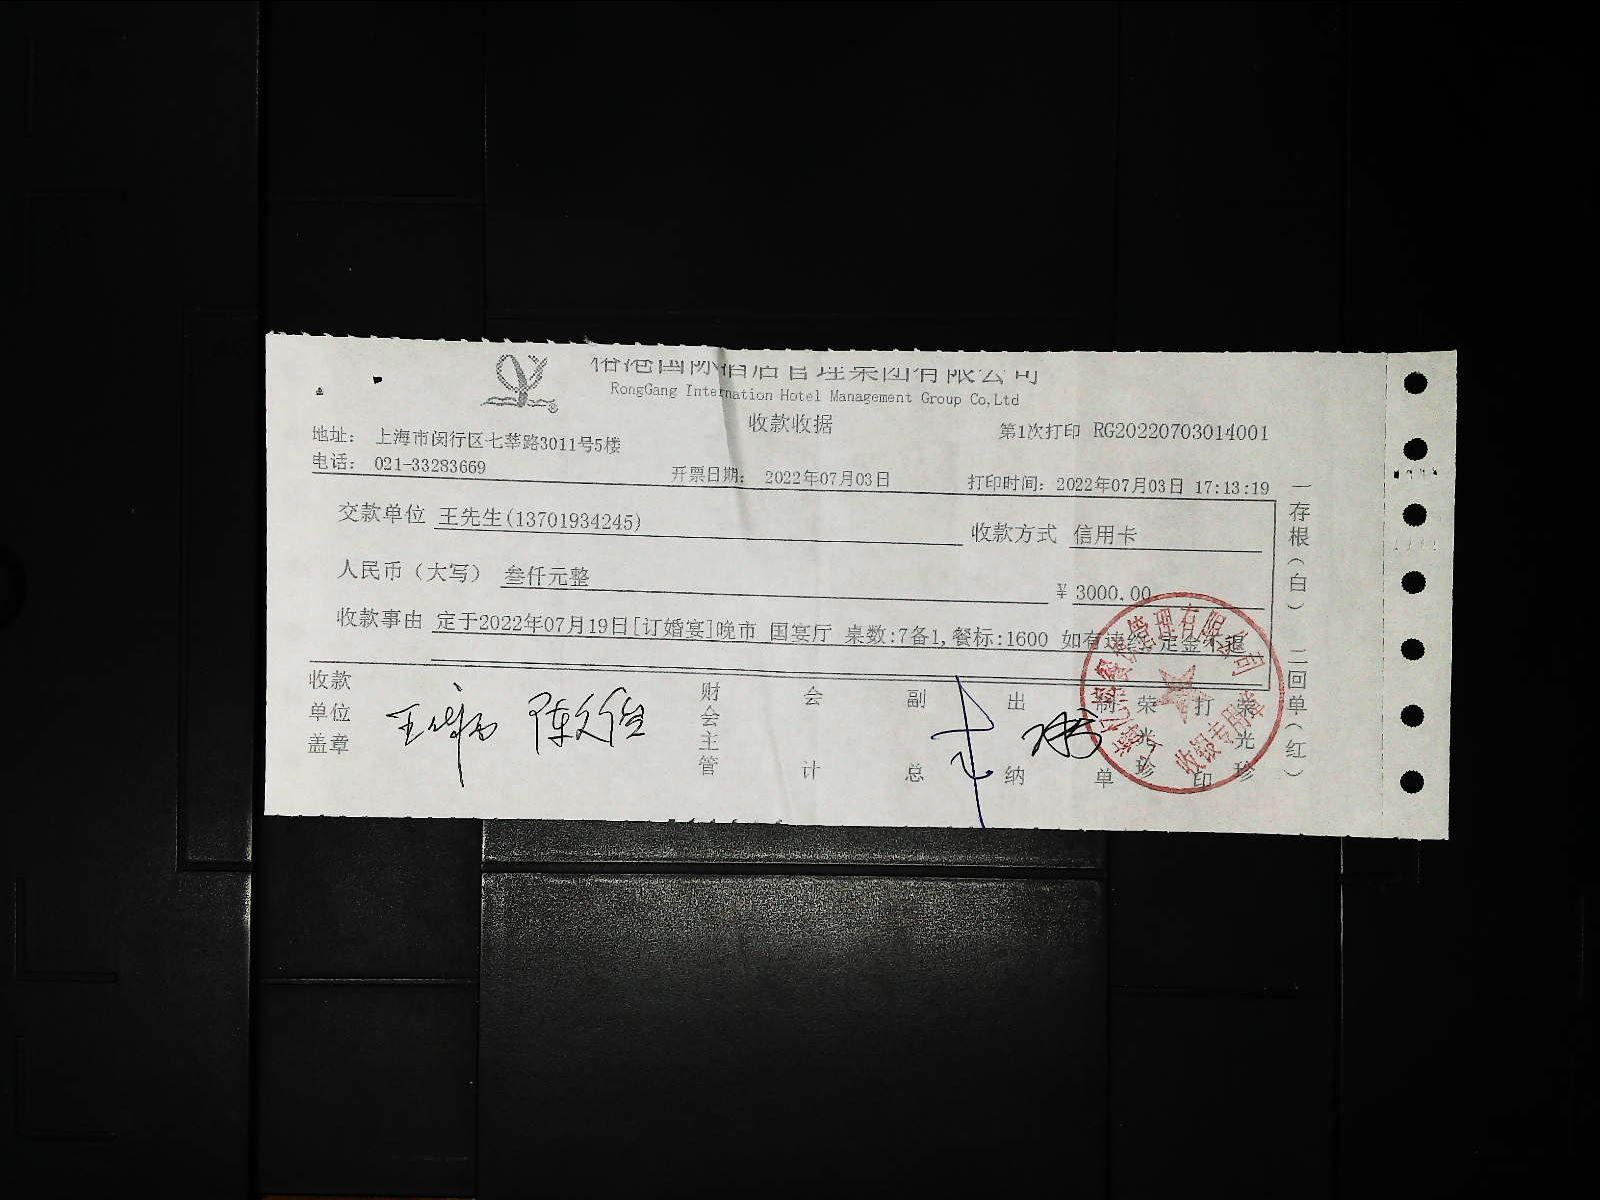 国际酒店管理集团有限公司
RongGang Internation Hotel Management Group Co,Ltd
收款收据
地址： 上海市闵行区七莘路3011号5楼
第1次打印 RG20220703014001
电话： 021-33283669
开票日期： 2022年07月03日
打印时间：2022年07月03日 17:13:19
交款单位 王先生(13701934245)
收款方式 信用卡
人民币（大写） 叁仟元整
¥ 3000.00
收款事由 定于2022年07月19日[订婚宴]晚市 国宴厅 桌数:7备1,餐标:1600 如有违约 定金不退
收款单位盖章
财会主管
会计
副总
出纳
制单
荣光珍
打印
荣光珍
收银专用章
一存根（白） 二回单（红）